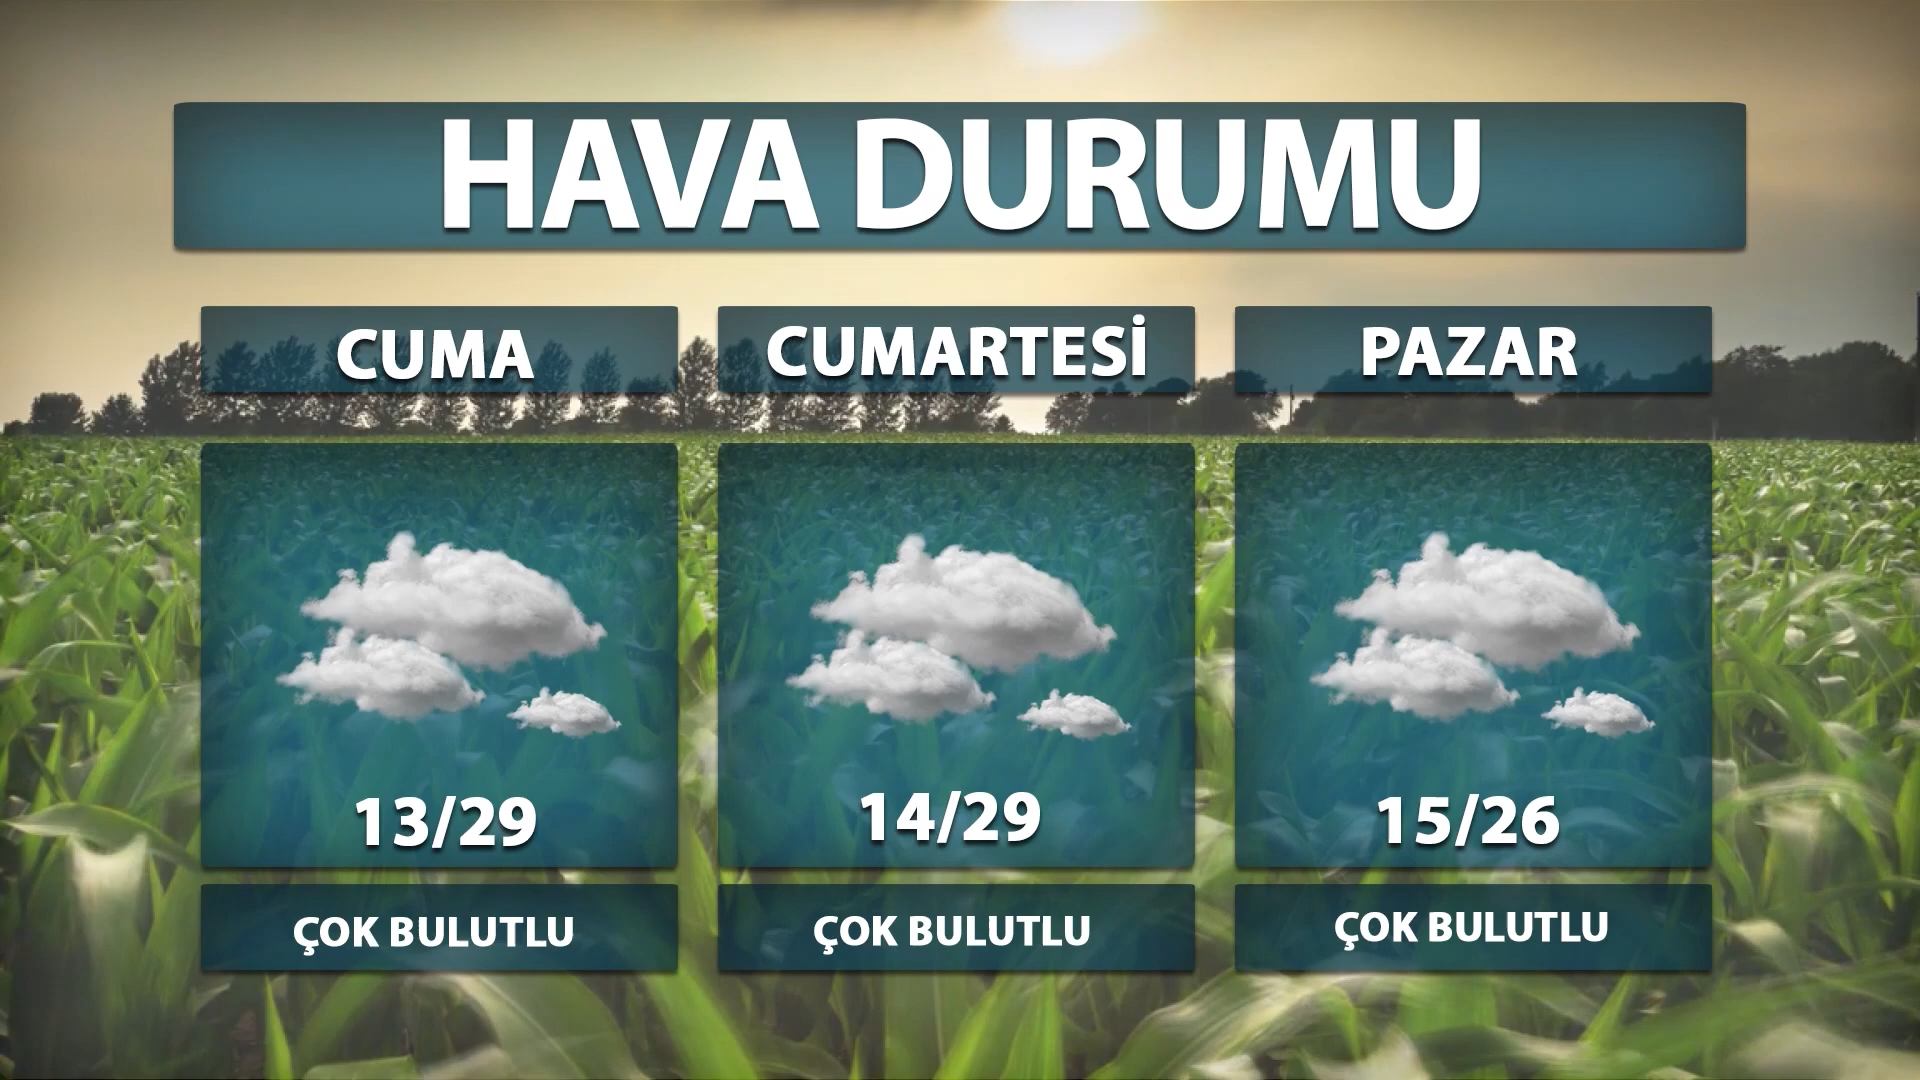 HAVA DURUMU
CUMA
CUMARTESİ
PAZAR
13/29
14/29
15/26
ÇOK BULUTLU
ÇOK BULUTLU
ÇOK BULUTLU